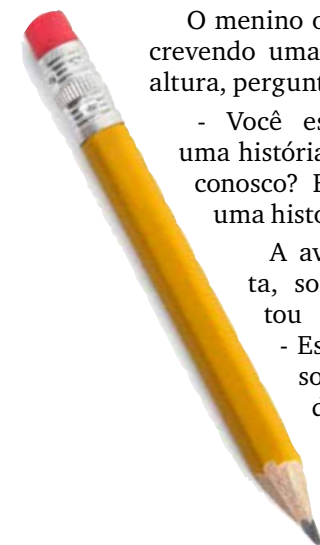 O menino o
crevendo uma
altura, pergunt
- Você es
uma história
conosco? E
uma histó
A av
ta, so
tou
- Es
so
d